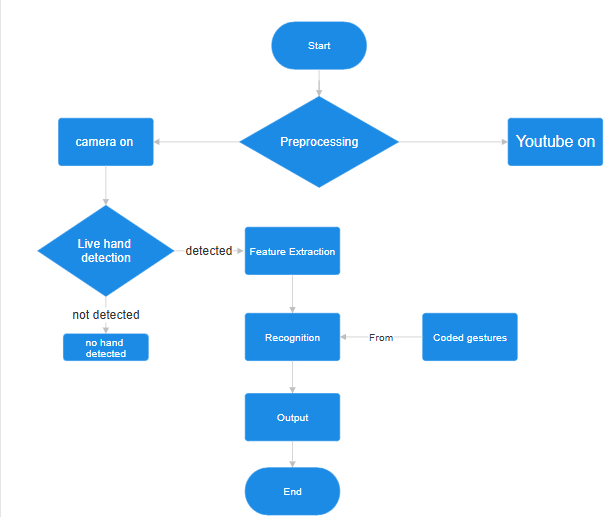 Start
camera on
Preprocessing
Youtube on
Live hand
detection
detected
Feature Extraction
not detected
no hand
detected
Recognition
From
Coded gestures
Output
End